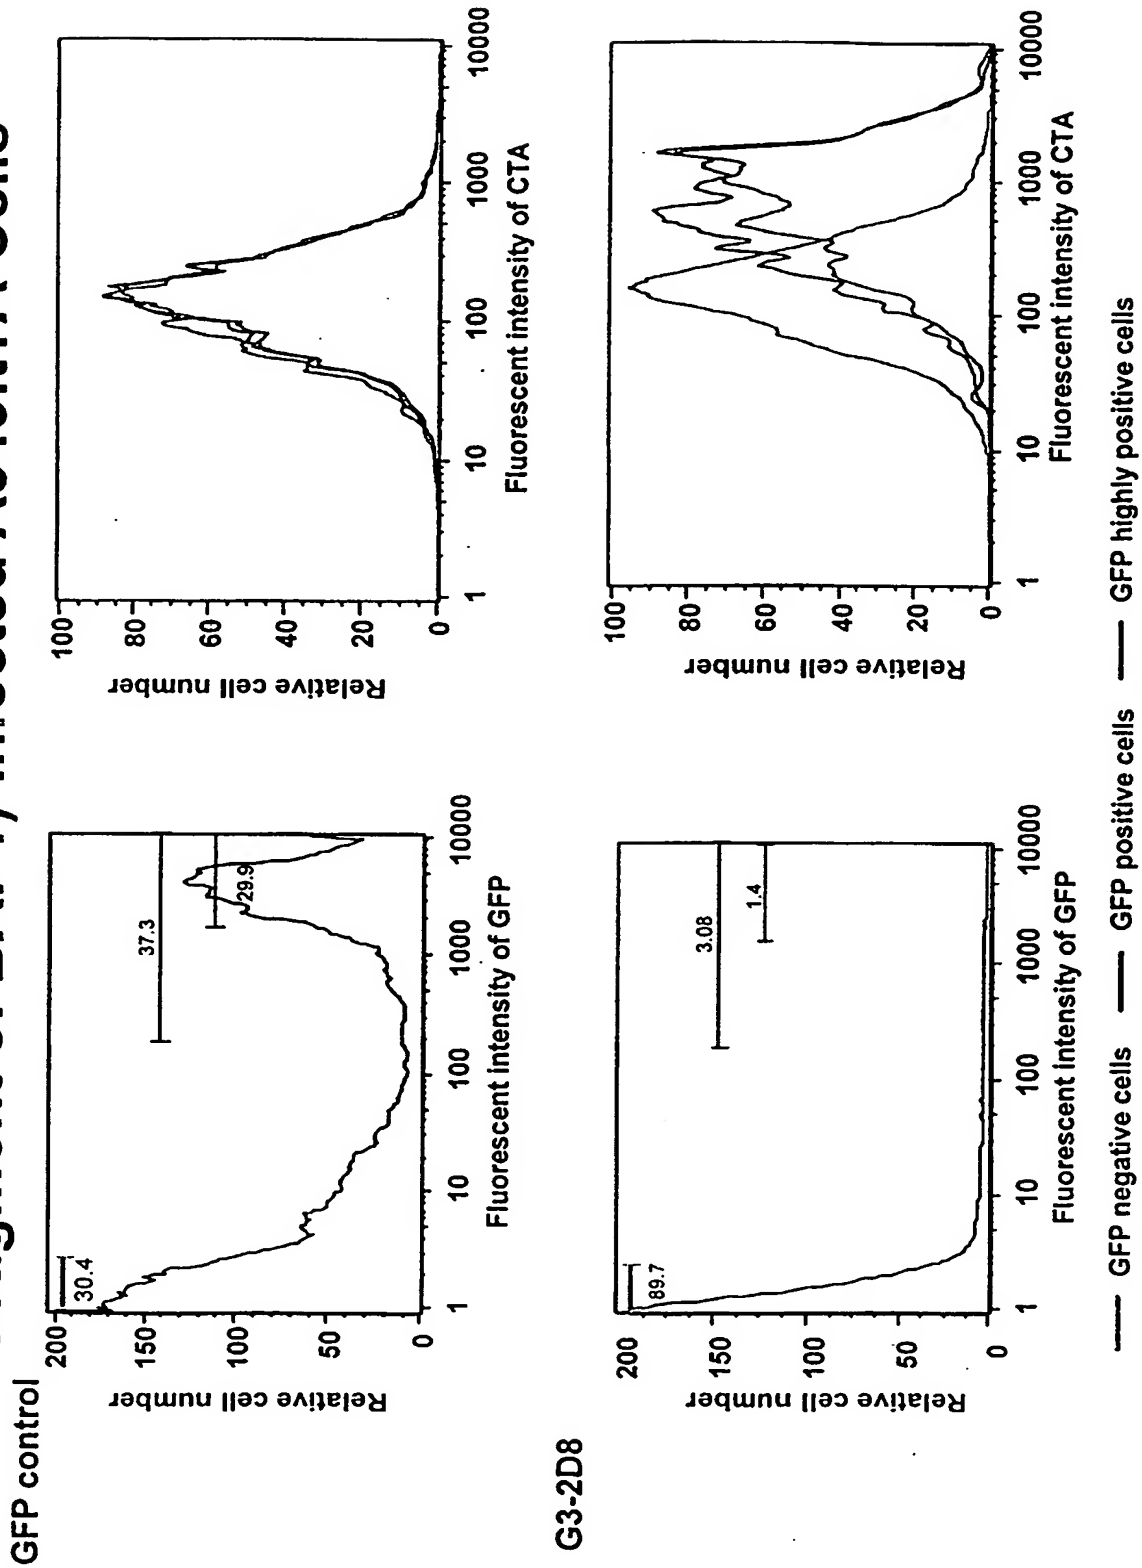 infected Cells
GFP control
Relative cell number
200
150
100
50
0
30.4
37.3
29.9
1 10 100 1000 10000
Fluorescent intensity of GFP
Relative cell number
100
80
60
40
20
0
1 10 100 1000 10000
Fluorescent intensity of CTA
G3-2D8
Relative cell number
200
150
100
50
0
89.7
3.08
1.4
1 10 100 1000 10000
Fluorescent intensity of GFP
Relative cell number
100
80
60
40
20
0
1 10 100 1000 10000
Fluorescent intensity of CTA
GFP negative cells GFP positive cells GFP highly positive cells